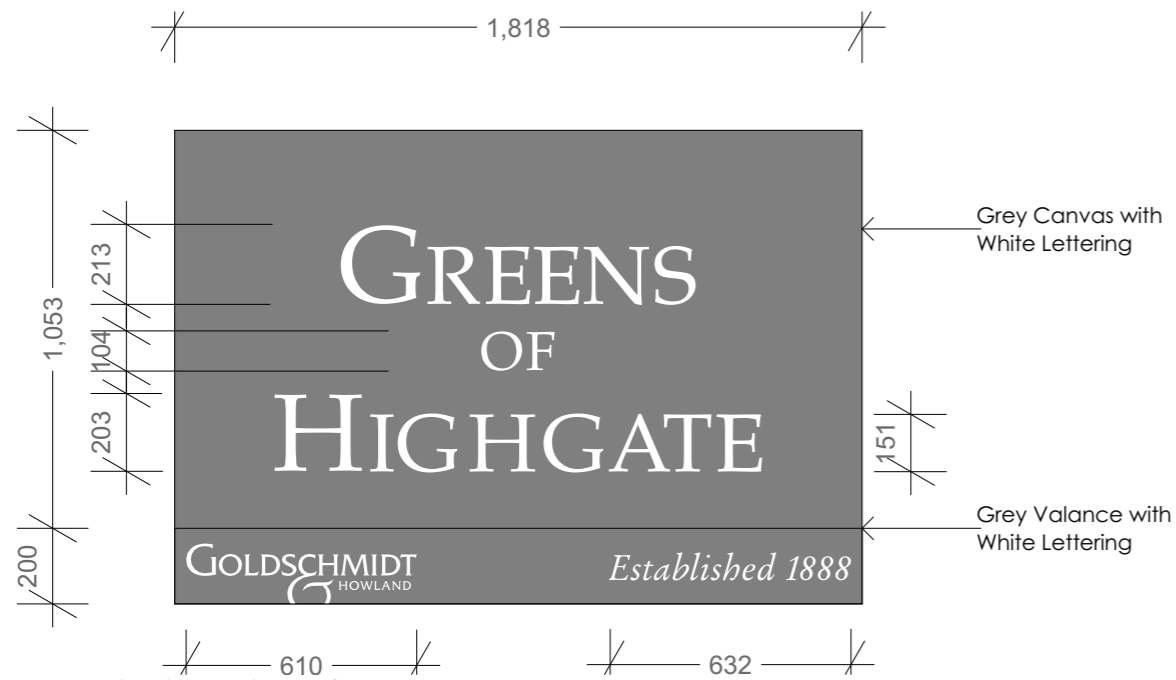 1,818
Grey Canvas with
White Lettering
213
GREENS
1,053
104
OF
203
HIGHGATE
151
Grey Valance with
White Lettering
200
GOLDSCHMIDT
& HOWLAND
Established 1888
610
632